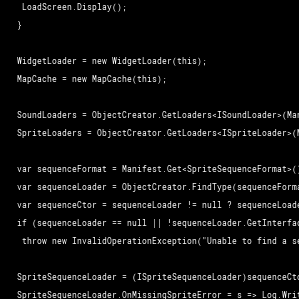 LoadScreen.Display();
}
WidgetLoader = new WidgetLoader(this);
MapCache = new MapCache(this);
SoundLoaders = ObjectCreator.GetLoaders<ISoundLoader>(Man
SpriteLoaders = ObjectCreator.GetLoaders<ISpriteLoader>(M
var sequenceFormat = Manifest.Get<SpriteSequenceFormat>()
var sequenceLoader = ObjectCreator.FindType(sequenceForma
var sequenceCtor = sequenceLoader != null ? sequenceLoade
if (sequenceLoader == null || !sequenceLoader.GetInterfac
throw new InvalidOperationException("Unable to find a se
SpriteSequenceLoader = (ISpriteSequenceLoader)sequenceCto
SpriteSequenceLoader.OnMissingSpriteError = s => Log.Writ